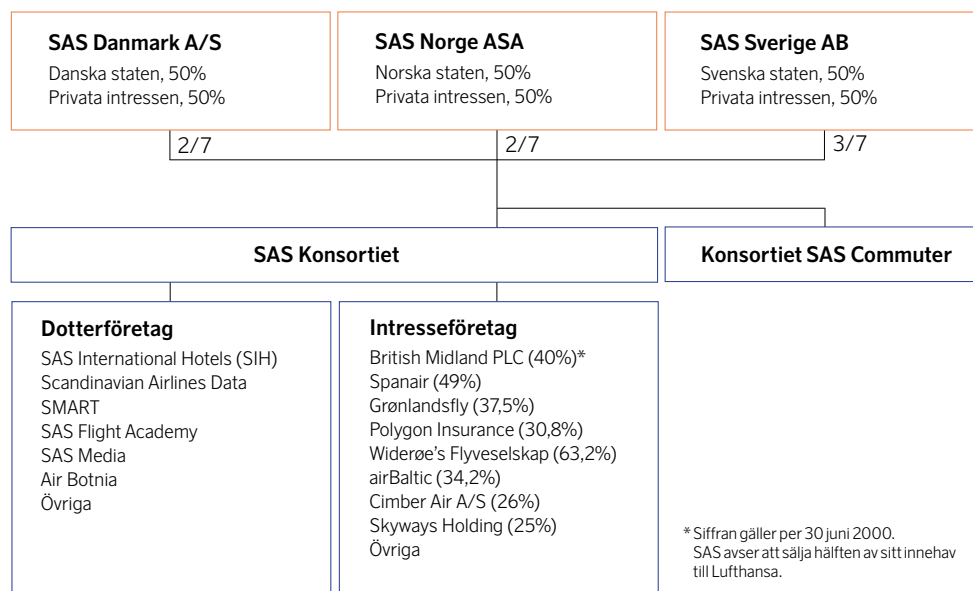 SAS Danmark A/S
Danska staten, 50%
Privata intressen, 50%
SAS Norge ASA
Norska staten, 50%
Privata intressen, 50%
SAS Sverige AB
Svenska staten, 50%
Privata intressen, 50%
2/7
2/7
3/7
SAS Konsortiet
Konsortiet SAS Commuter
Dotterföretag
SAS International Hotels (SIH)
Scandinavian Airlines Data
SMART
SAS Flight Academy
SAS Media
Air Botnia
Övriga
Intresseföretag
British Midland PLC (40%)*
Spanair (49%)
Grønlandsfly (37,5%)
Polygon Insurance (30,8%)
Widerøe's Flyveselskap (63,2%)
airBaltic (34,2%)
Cimber Air A/S (26%)
Skyways Holding (25%)
Övriga
* Siffran gäller per 30 juni 2000.
SAS avser att sälja hälften av sitt innehav
till Lufthansa.